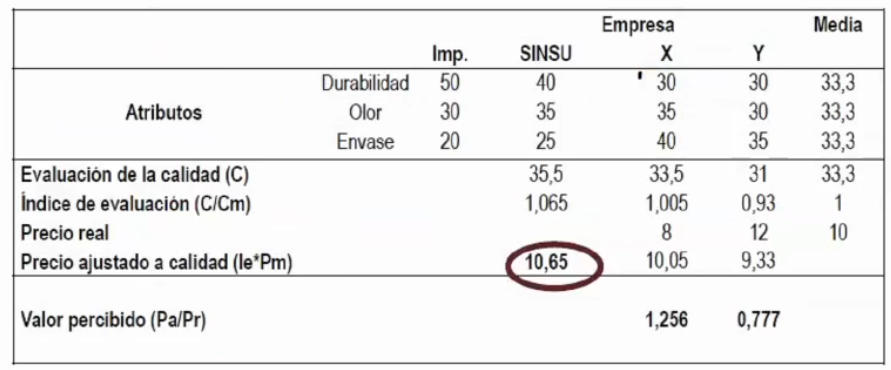 Empresa Media
Imp. SINSU X Y
Durabilidad 50 40 30 30 33,3
Atributos Olor 30 35 35 30 33,3
Envase 20 25 40 35 33,3
Evaluación de la calidad (C) 35,5 33,5 31 33,3
Índice de evaluación (C/Cm) 1,065 1,005 0,93 1
Precio real 8 12 10
Precio ajustado a calidad (Ie*Pm) 10,65 10,05 9,33
Valor percibido (Pa/Pr) 1,256 0,777